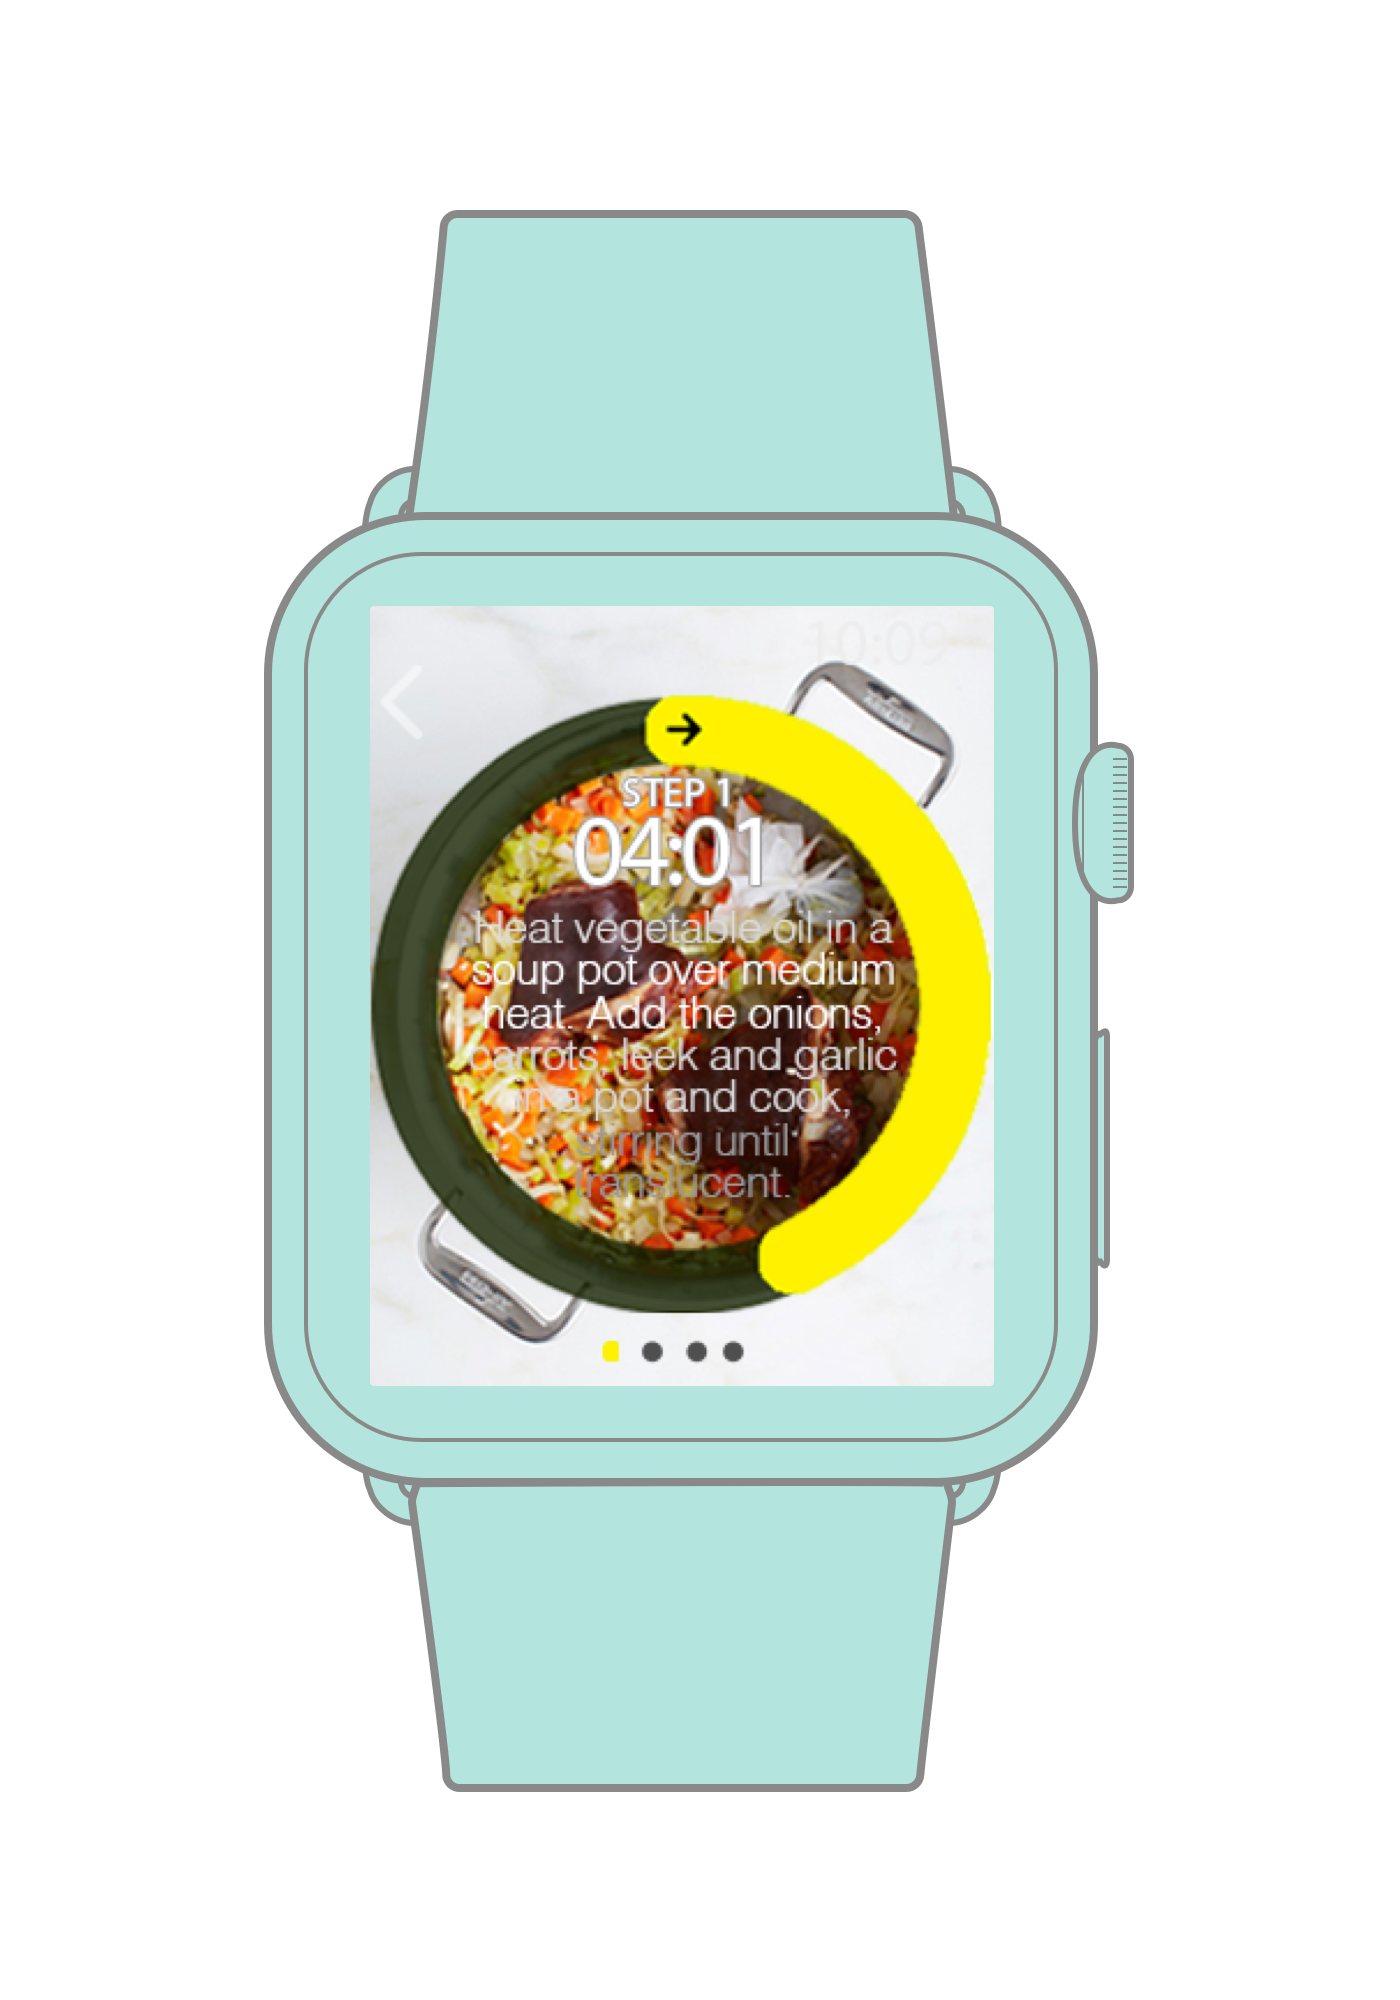 10:09
STEP 1
04:01
Heat vegetable oil in a
soup pot over medium
heat. Add the onions,
carrots, leek and garlic
in a pot and cook,
stirring until
translucent.